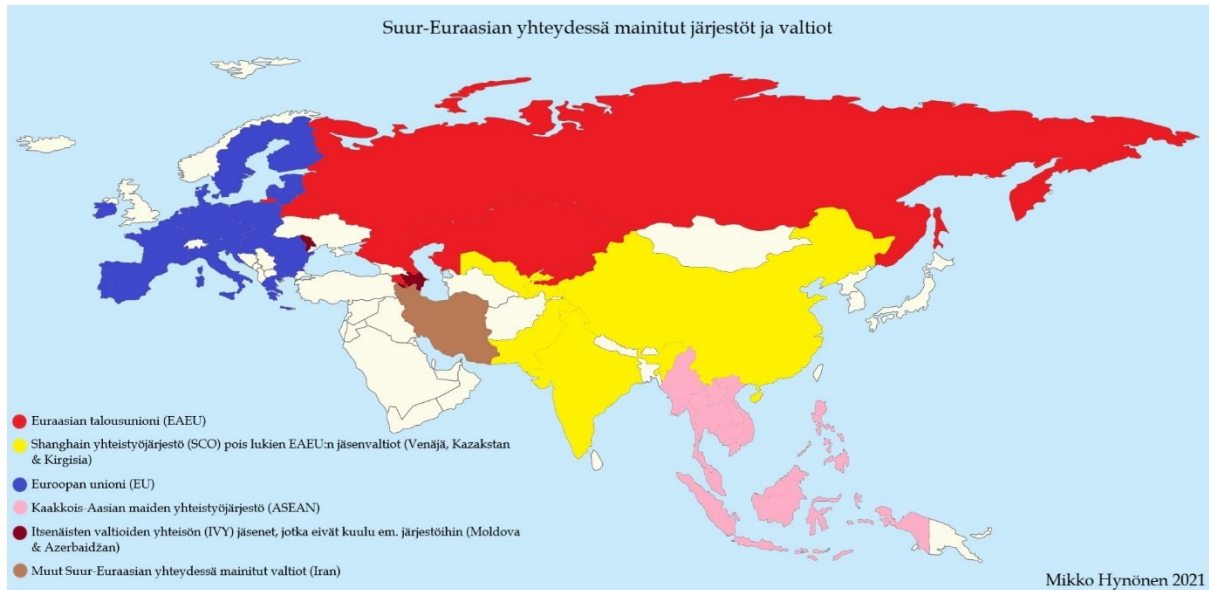 Suur-Euraasian yhteydessä mainitut järjestöt ja valtiot
Euraasian talousunioni (EAEU)
Shanghain yhteistyöjärjestö (SCO) pois lukien EAEU:n jäsenvaltiot (Venäjä, Kazakstan
& Kirgisia)
Euroopan unioni (EU)
Kaakkois-Aasian maiden yhteistyöjärjestö (ASEAN)
Itsenäisten valtioiden yhteisön (IVY) jäsenet, jotka eivät kuulu em. järjestöihin (Moldova
& Azerbaidžan)
Muut Suur-Euraasian yhteydessä mainitut valtiot (Iran)
Mikko Hynönen 2021